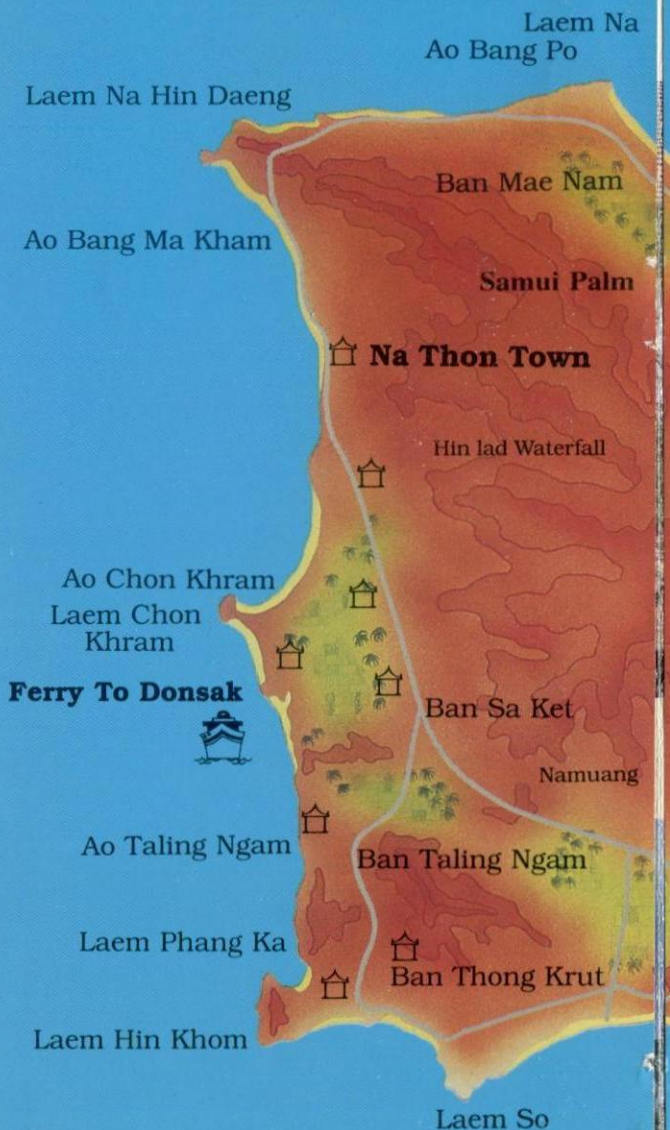 Laem Na
Ao Bang Po
Laem Na Hin Daeng
Ban Mae Nam
Ao Bang Ma Kham
Samui Palm
Na Thon Town
Hin lad Waterfall
Ao Chon Khram
Laem Chon
Khram
Ferry To Donsak
Ban Sa Ket
Namuang
Ao Taling Ngam
Ban Taling Ngam
Laem Phang Ka
Ban Thong Krut
Laem Hin Khom
Laem So